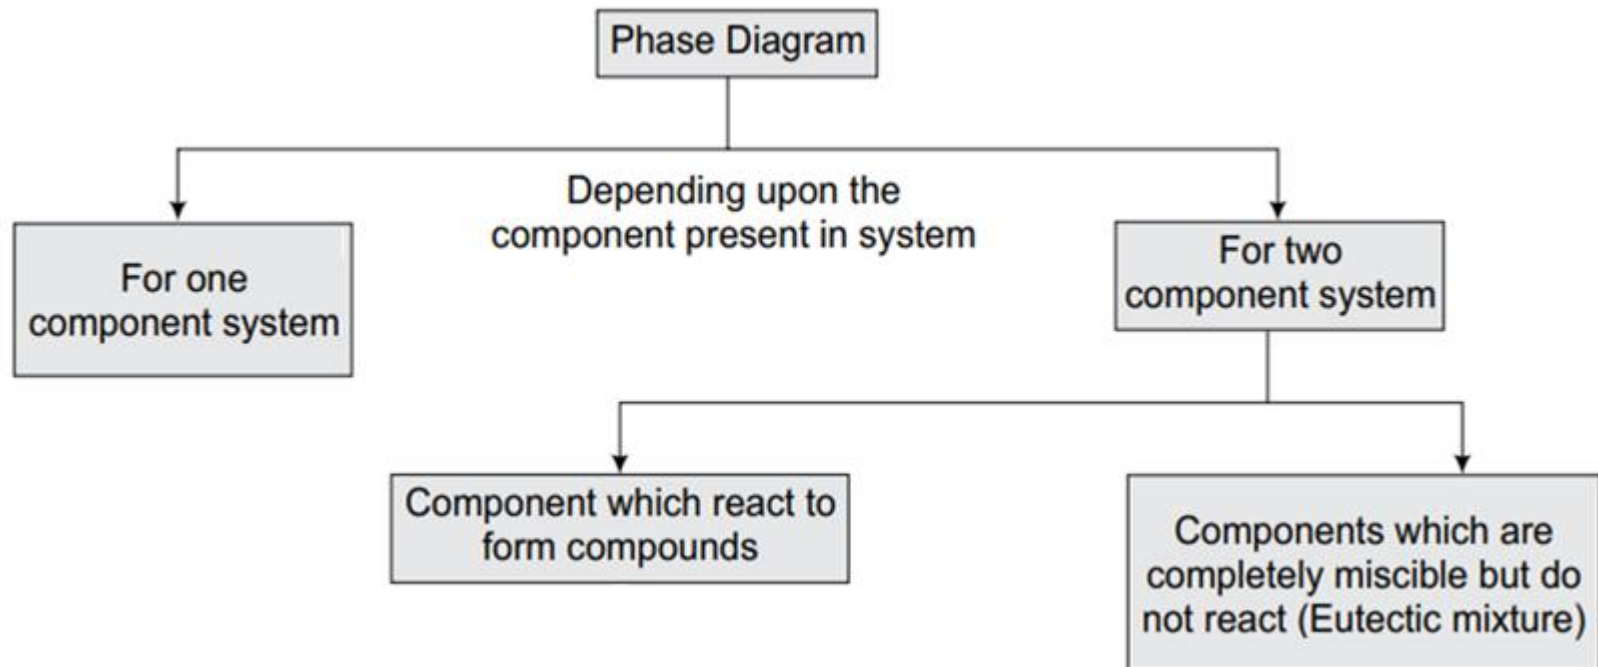 Phase Diagram
Depending upon the
component present in system
For one
component system
For two
component system
Component which react to
form compounds
Components which are
completely miscible but do
not react (Eutectic mixture)